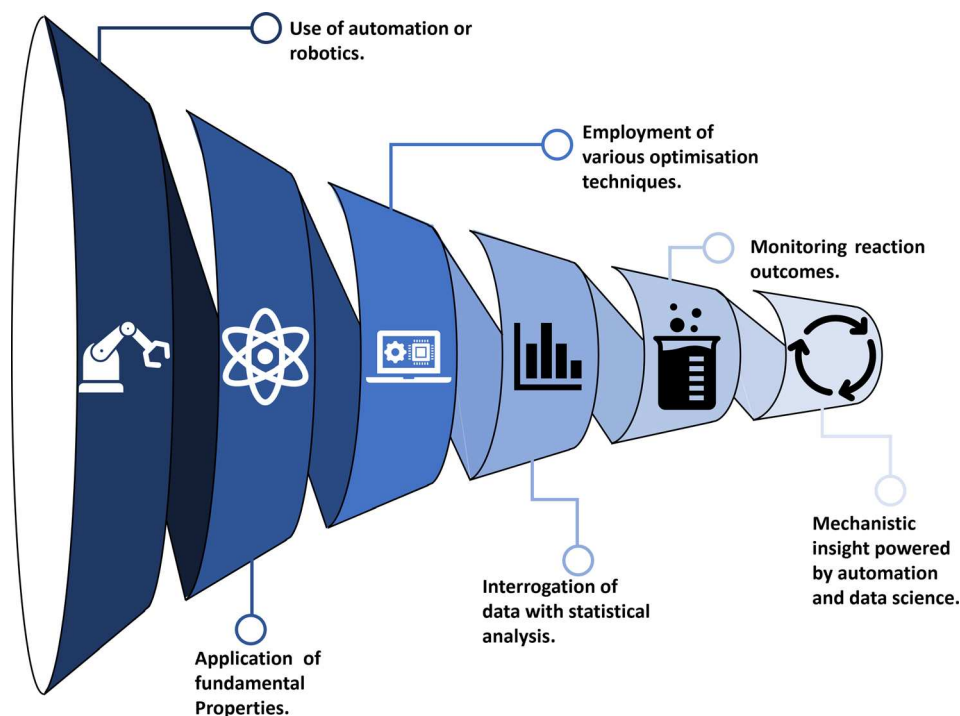 Use of automation or
robotics.
Employment of
various optimisation
techniques.
Monitoring reaction
outcomes.
Interrogation of
data with statistical
analysis.
Mechanistic
insight powered
by automation
and data science.
Application of
fundamental
Properties.